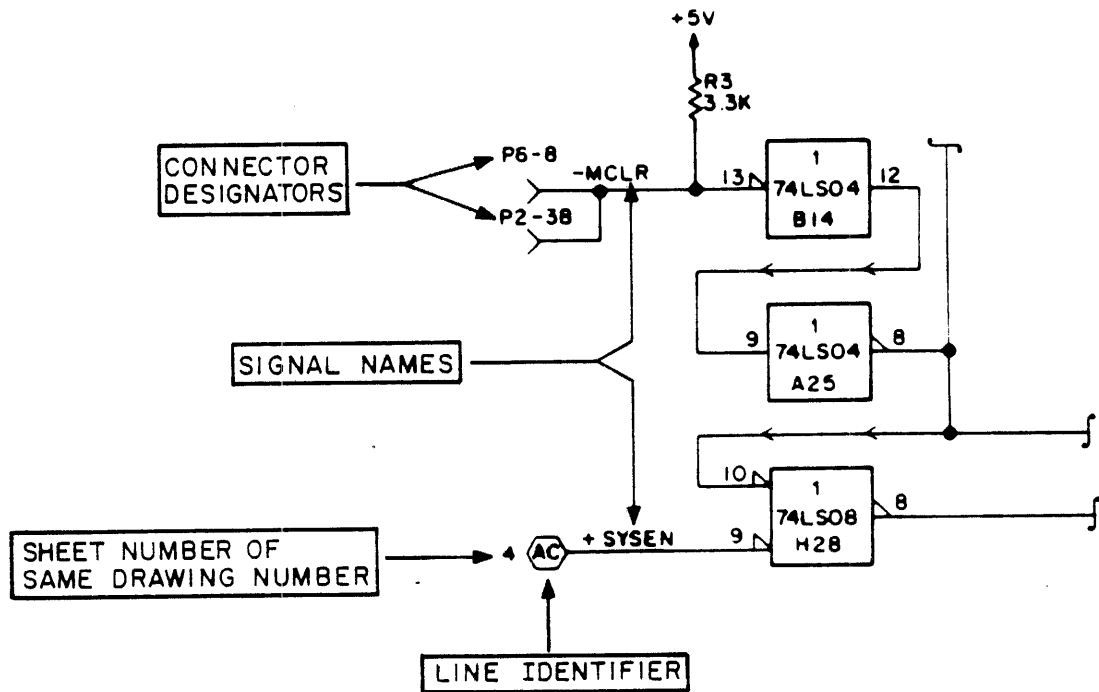 +5V
R3
3.3K
CONNECTOR
DESIGNATORS
P6-8
-MCLR
P2-38
13
1
74LS04
B14
12
9
1
74LS04
A25
8
SIGNAL NAMES
10
1
74LS08
H28
8
9
SHEET NUMBER OF
SAME DRAWING NUMBER
4
AC
+ SYSEN
LINE IDENTIFIER